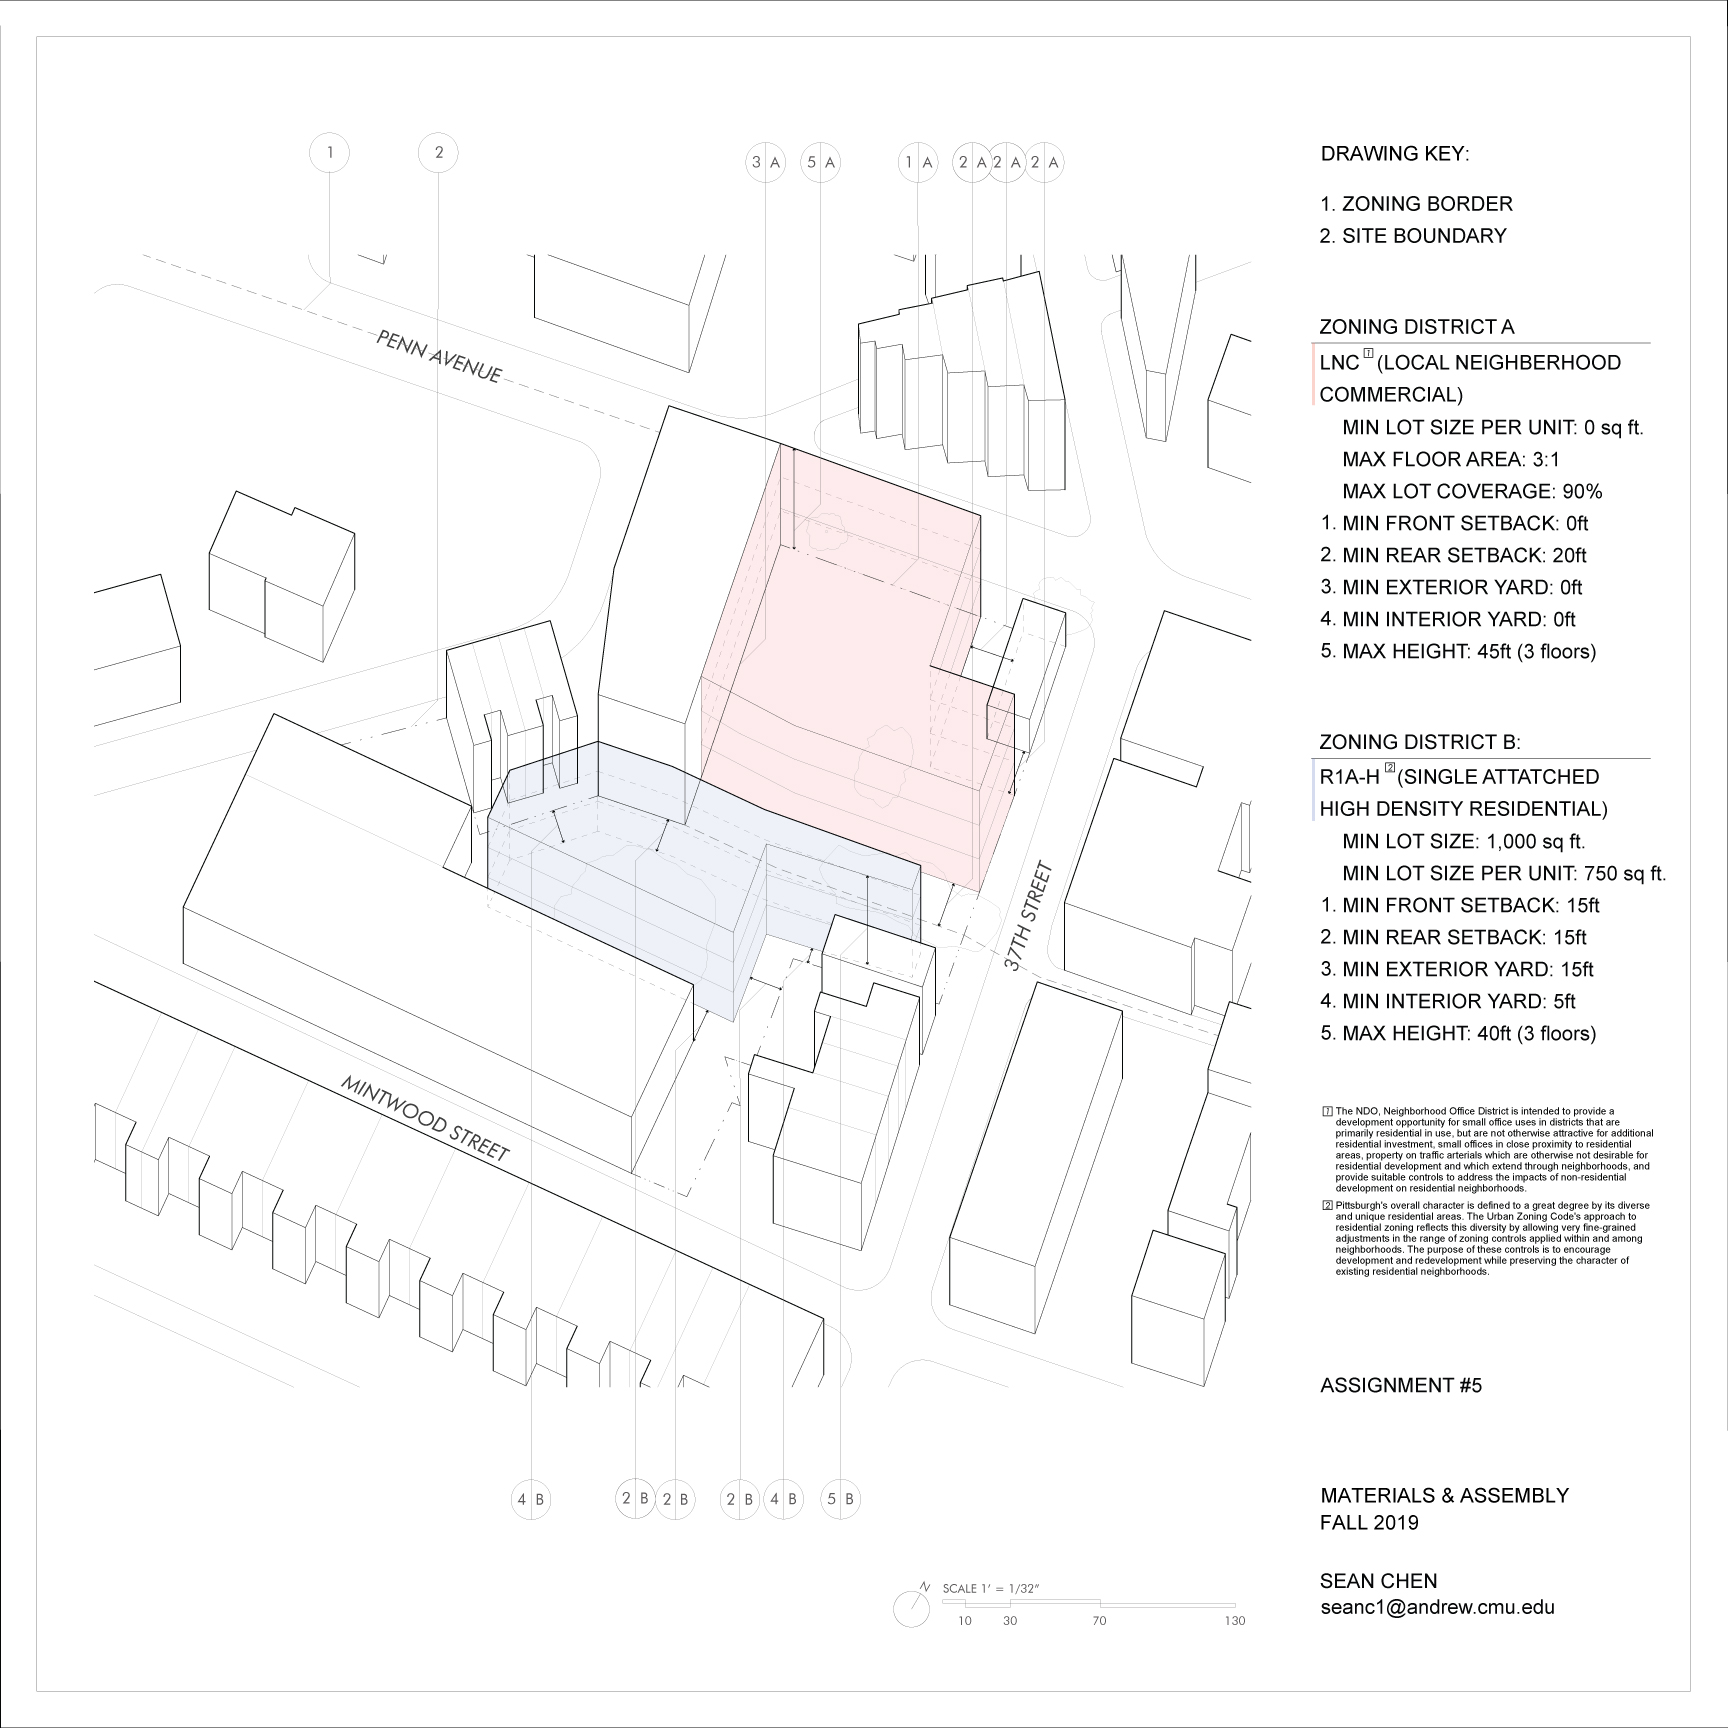 1
2
3 A
5 A
1 A
2 A
2 A
2 A
PENN AVENUE
37TH STREET
MINTWOOD STREET
4 B
2 B
2 B
2 B
4 B
5 B
N
SCALE 1' = 1/32"
10 30 70 130
DRAWING KEY:
1. ZONING BORDER
2. SITE BOUNDARY
ZONING DISTRICT A
LNC 1 (LOCAL NEIGHBERHOOD
COMMERCIAL)
MIN LOT SIZE PER UNIT: 0 sq ft.
MAX FLOOR AREA: 3:1
MAX LOT COVERAGE: 90%
1. MIN FRONT SETBACK: 0ft
2. MIN REAR SETBACK: 20ft
3. MIN EXTERIOR YARD: 0ft
4. MIN INTERIOR YARD: 0ft
5. MAX HEIGHT: 45ft (3 floors)
ZONING DISTRICT B:
R1A-H 2 (SINGLE ATTATCHED
HIGH DENSITY RESIDENTIAL)
MIN LOT SIZE: 1,000 sq ft.
MIN LOT SIZE PER UNIT: 750 sq ft.
1. MIN FRONT SETBACK: 15ft
2. MIN REAR SETBACK: 15ft
3. MIN EXTERIOR YARD: 15ft
4. MIN INTERIOR YARD: 5ft
5. MAX HEIGHT: 40ft (3 floors)
1 The NDO, Neighborhood Office District is intended to provide a
development opportunity for small office uses in districts that are
primarily residential in use, but are not otherwise attractive for additional
residential investment, small offices in close proximity to residential
areas, property on traffic arterials which are otherwise not desirable for
residential development and which extend through neighborhoods, and
provide suitable controls to address the impacts of non-residential
development on residential neighborhoods.
2 Pittsburgh's overall character is defined to a great degree by its diverse
and unique residential areas. The Urban Zoning Code's approach to
residential zoning reflects this diversity by allowing very fine-grained
adjustments in the range of zoning controls applied within and among
neighborhoods. The purpose of these controls is to encourage
development and redevelopment while preserving the character of
existing residential neighborhoods.
ASSIGNMENT #5
MATERIALS & ASSEMBLY
FALL 2019
SEAN CHEN
seanc1@andrew.cmu.edu